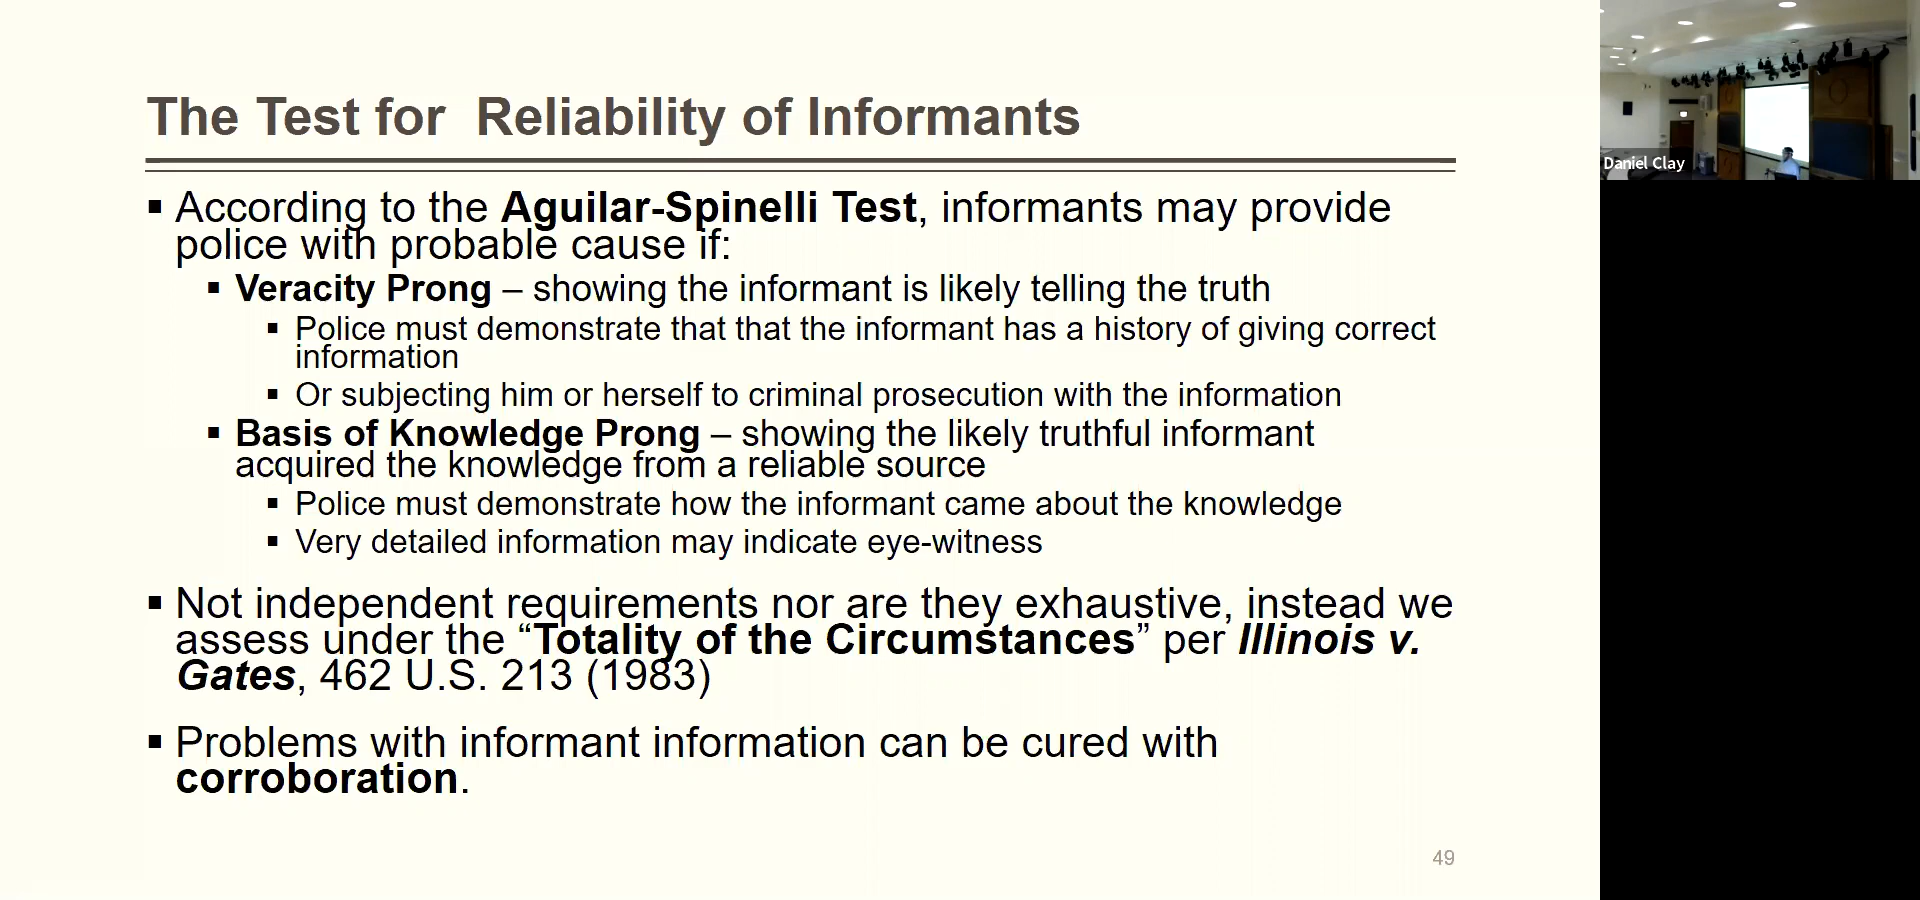 The Test for  Reliability of Informants
▪ According to the Aguilar-Spinelli Test, informants may provide
police with probable cause if:
▪ Veracity Prong – showing the informant is likely telling the truth
▪ Police must demonstrate that that the informant has a history of giving correct
information
▪ Or subjecting him or herself to criminal prosecution with the information
▪ Basis of Knowledge Prong – showing the likely truthful informant
acquired the knowledge from a reliable source
▪ Police must demonstrate how the informant came about the knowledge
▪ Very detailed information may indicate eye-witness
▪ Not independent requirements nor are they exhaustive, instead we
assess under the “Totality of the Circumstances” per Illinois v.
Gates, 462 U.S. 213 (1983)
▪ Problems with informant information can be cured with
corroboration.
49
Daniel Clay